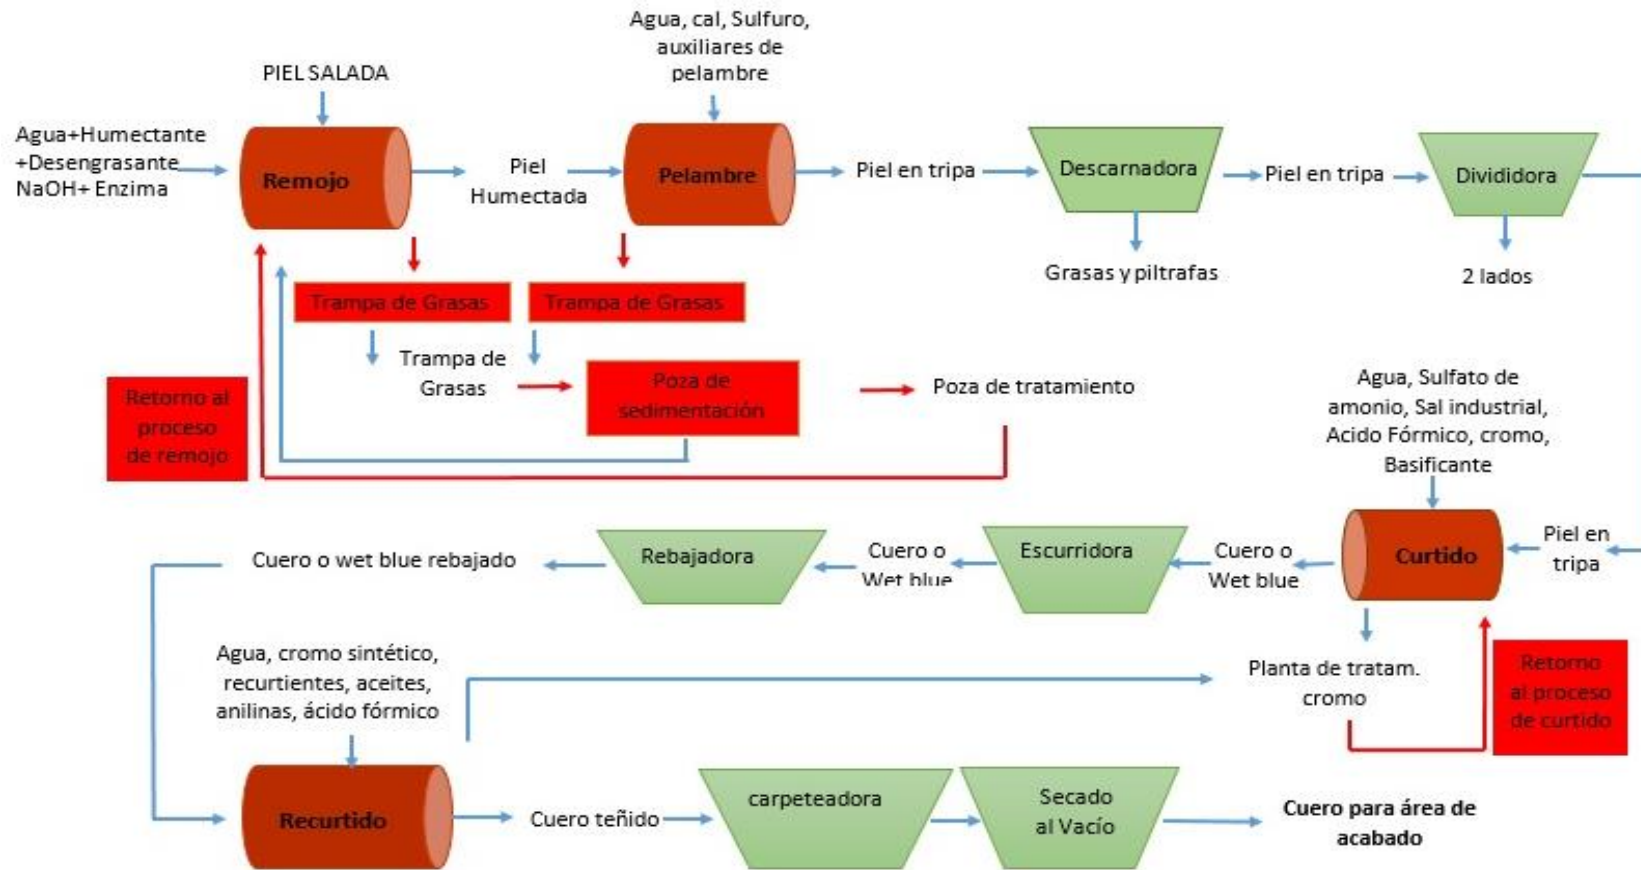 Agua, cal, Sulfuro,
auxiliares de
pelambre
PIEL SALADA
Agua+Humectante
+Desengrasante
NaOH+ Enzima
Remojo
Piel
Humectada
Pelambre
Piel en tripa
Descarnadora
Piel en tripa
Divididora
Grasas y piltrafas
2 lados
Trampa de Grasas
Trampa de Grasas
Trampa de
Grasas
Poza de
sedimentación
Poza de tratamiento
Retorno al
proceso
de remojo
Agua, Sulfato de
amonio, Sal industrial,
Acido Fórmico, cromo,
Basificante
Piel en
tripa
Curtido
Cuero o
Wet blue
Escurridora
Cuero o
Wet blue
Rebajadora
Cuero o wet blue rebajado
Agua, cromo sintético,
recurtientes, aceites,
anilinas, ácido fórmico
Planta de tratam.
cromo
Retorno
al proceso
de curtido
Recurtido
Cuero teñido
carpeteadora
Secado
al Vacío
Cuero para área de
acabado